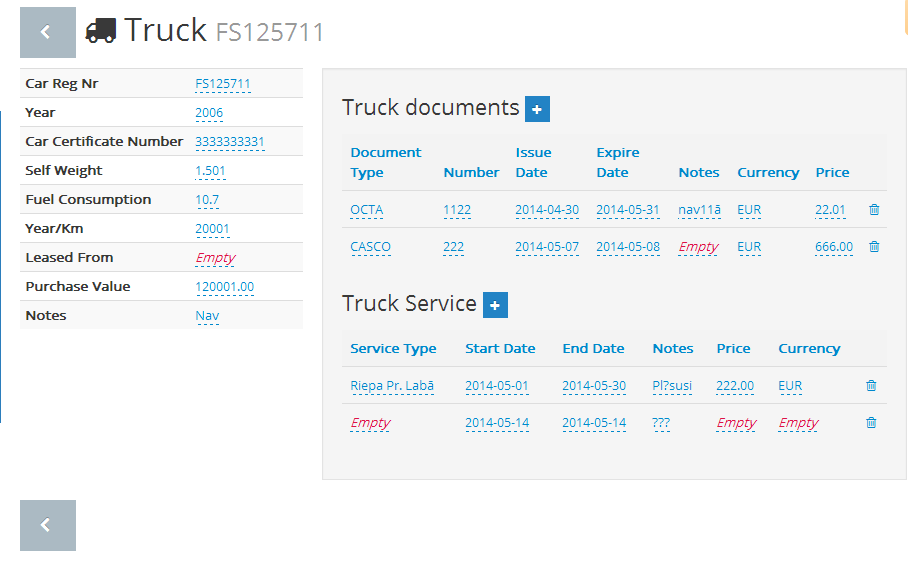 Truck FS125711
Car Reg Nr FS125711
Year 2006
Car Certificate Number 3333333331
Self Weight 1.501
Fuel Consumption 10.7
Year/Km 20001
Leased From Empty
Purchase Value 120001.00
Notes Nav
Truck documents +
Document Type Number Issue Date Expire Date Notes Currency Price
OCTA 1122 2014-04-30 2014-05-31 nav11ā EUR 22.01
CASCO 222 2014-05-07 2014-05-08 Empty EUR 666.00
Truck Service +
Service Type Start Date End Date Notes Price Currency
Riepa Pr. Labā 2014-05-01 2014-05-30 Pl?susi 222.00 EUR
Empty 2014-05-14 2014-05-14 ??? Empty Empty